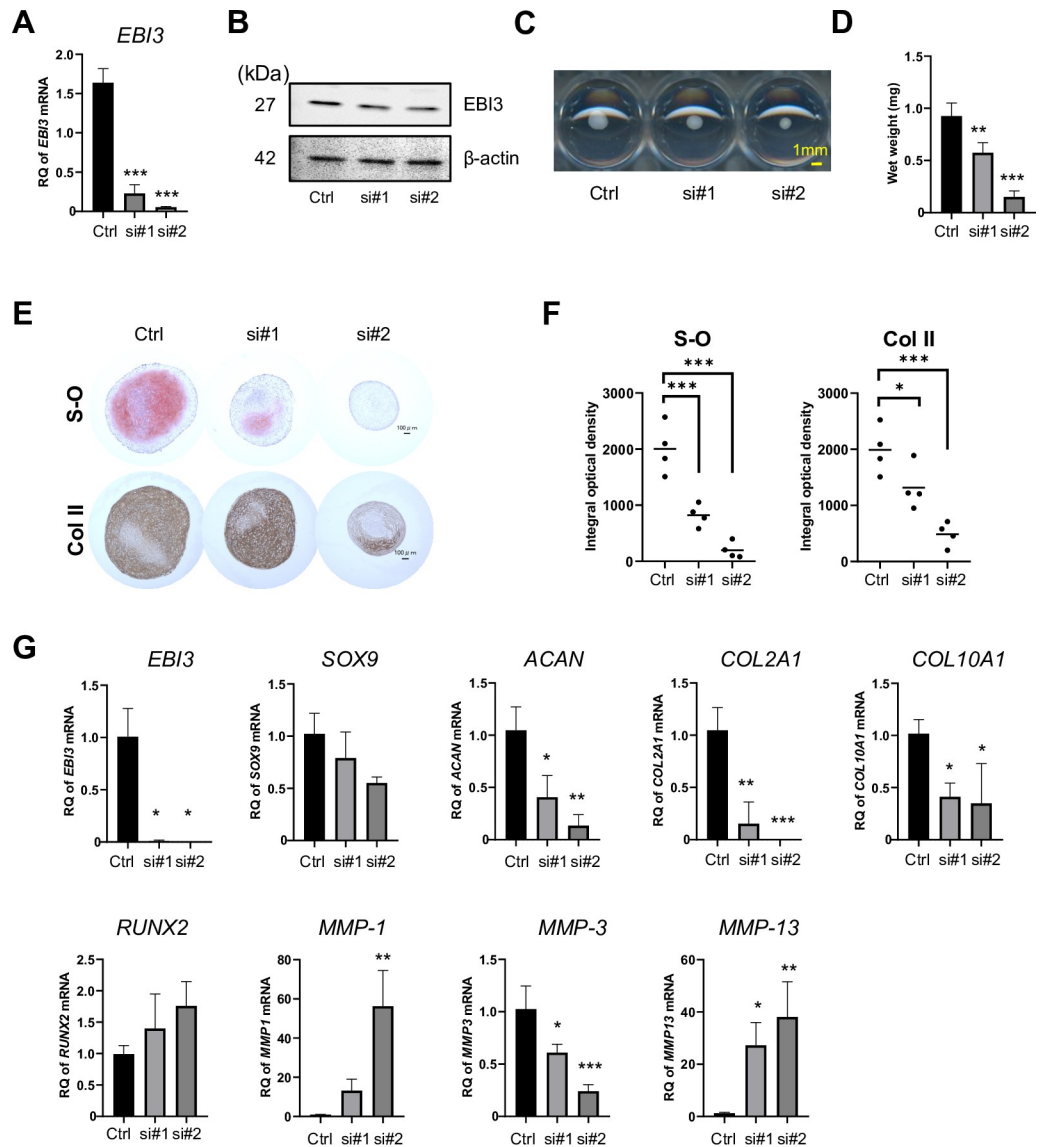 A
EBI3
RQ of EBI3 mRNA
2.0
1.5
1.0
0.5
0
***
***
Ctrl si#1 si#2
B
(kDa)
27
EBI3
42
β-actin
Ctrl si#1 si#2
C
1mm
Ctrl si#1 si#2
D
Wet weight (mg)
1.5
1.0
0.5
0
**
***
Ctrl si#1 si#2
E
Ctrl si#1 si#2
S-O
100μm
Col II
100μm
F
S-O
Integral optical density
3000
2000
1000
0
***
***
Ctrl si#1 si#2
Col II
Integral optical density
3000
2000
1000
0
***
*
Ctrl si#1 si#2
G
EBI3
RQ of EBI3 mRNA
1.5
1.0
0.5
0
* *
Ctrl si#1 si#2
SOX9
RQ of SOX9 mRNA
1.5
1.0
0.5
0
Ctrl si#1 si#2
ACAN
RQ of ACAN mRNA
1.5
1.0
0.5
0
*
**
Ctrl si#1 si#2
COL2A1
RQ of COL2A1 mRNA
1.5
1.0
0.5
0
**
***
Ctrl si#1 si#2
COL10A1
RQ of COL10A1 mRNA
1.5
1.0
0.5
0
*
*
Ctrl si#1 si#2
RUNX2
RQ of RUNX2 mRNA
2.5
2.0
1.5
1.0
0.5
0
Ctrl si#1 si#2
MMP-1
RQ of MMP1 mRNA
80
60
40
20
0
**
Ctrl si#1 si#2
MMP-3
RQ of MMP3 mRNA
1.5
1.0
0.5
0
*
***
Ctrl si#1 si#2
MMP-13
RQ of MMP13 mRNA
60
40
20
0
*
**
Ctrl si#1 si#2